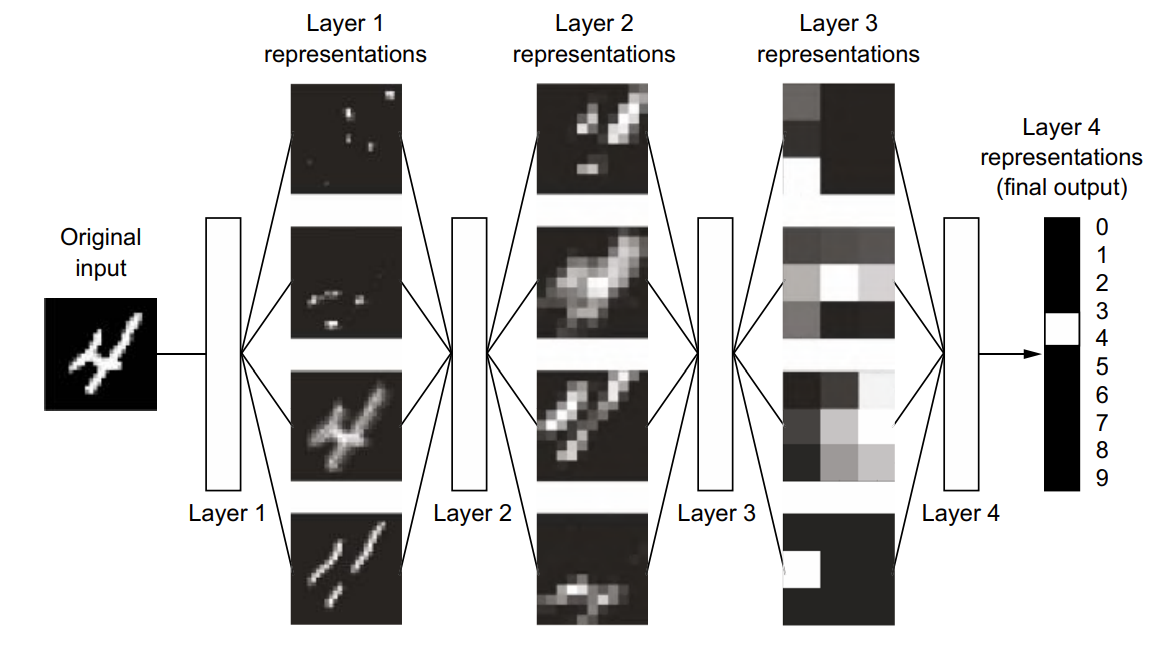 Layer 1
representations
Layer 2
representations
Layer 3
representations
Layer 4
representations
(final output)
Original
input
0
1
2
3
4
5
6
7
8
9
Layer 1
Layer 2
Layer 3
Layer 4